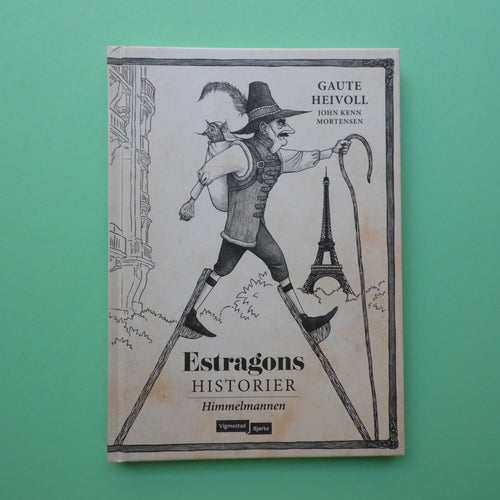 GAUTE
HEIVOLL
JOHN KENN
MORTENSEN
Estragons
HISTORIER
Himmelmannen
Vigmostad Bjørke